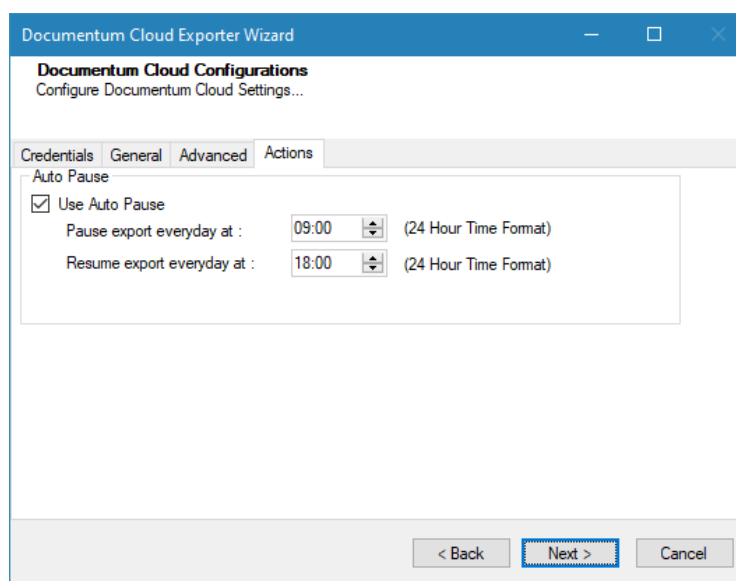 Documentum Cloud Exporter Wizard
Documentum Cloud Configurations
Configure Documentum Cloud Settings...
Credentials General Advanced Actions
Auto Pause
Use Auto Pause
Pause export everyday at : 09:00 (24 Hour Time Format)
Resume export everyday at : 18:00 (24 Hour Time Format)
< Back Next > Cancel